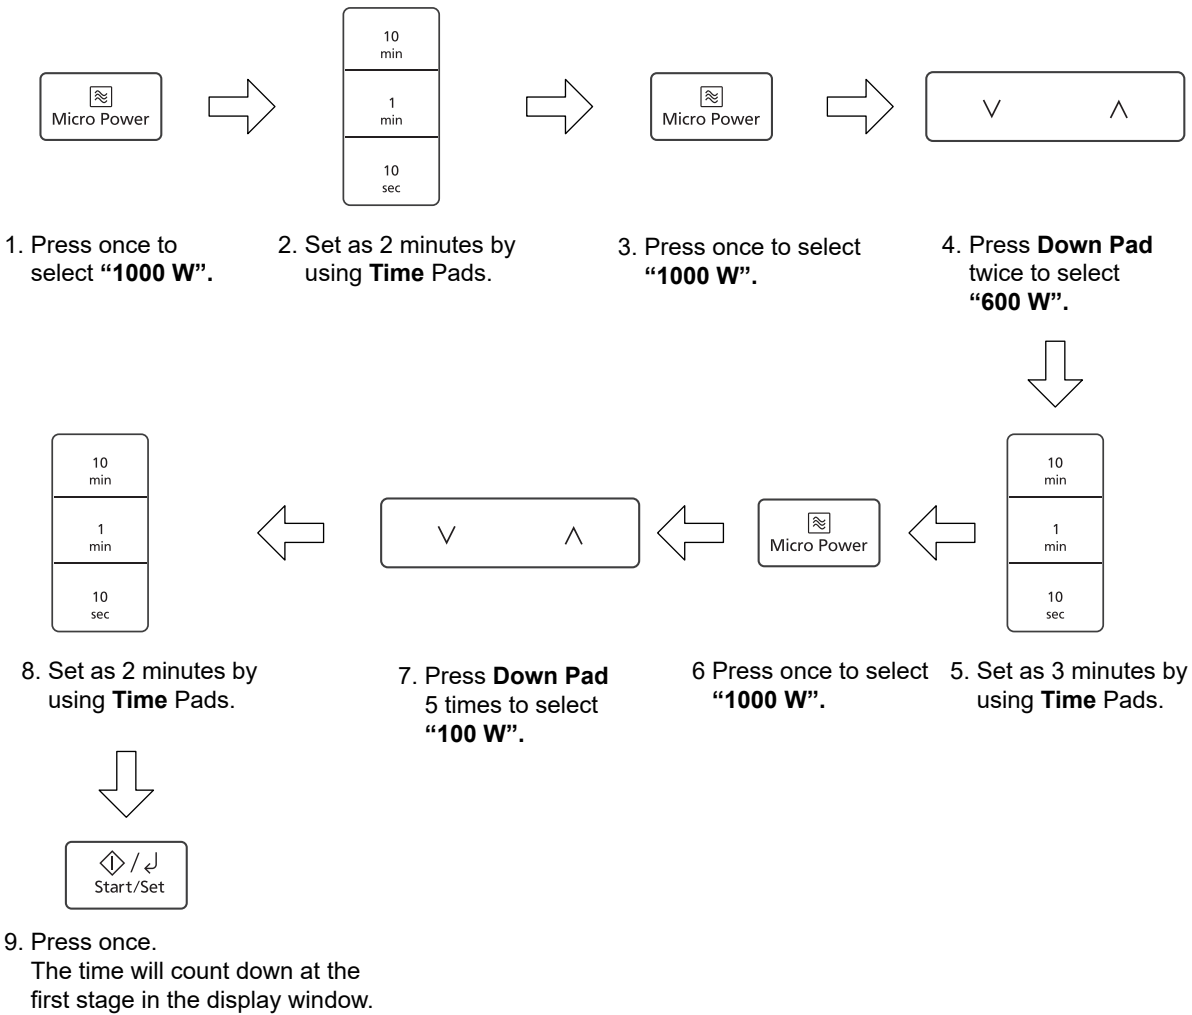 Micro Power
10
min
1
min
10
sec
Micro Power
∨ ∧
1. Press once to
select “1000 W”.
2. Set as 2 minutes by
using Time Pads.
3. Press once to select
“1000 W”.
4. Press Down Pad
twice to select
“600 W”.
10
min
1
min
10
sec
Micro Power
∨ ∧
10
min
1
min
10
sec
5. Set as 3 minutes by
using Time Pads.
6 Press once to select
“1000 W”.
7. Press Down Pad
5 times to select
“100 W”.
8. Set as 2 minutes by
using Time Pads.
/
Start/Set
9. Press once.
The time will count down at the
first stage in the display window.